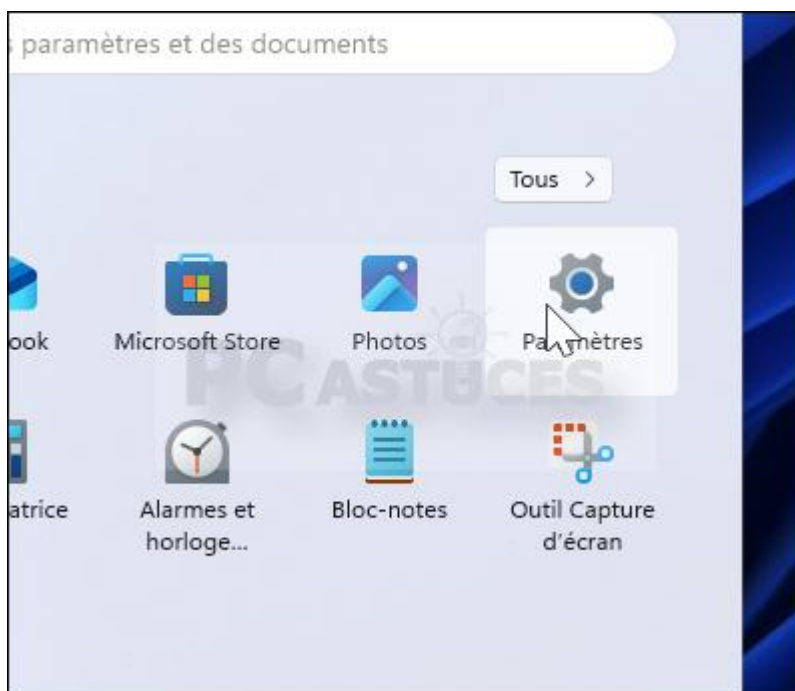 s paramètres et des documents
Tous
ook
Microsoft Store
Photos
Paramètres
PC ASTUCES
atrice
Alarmes et
horloge...
Bloc-notes
Outil Capture
d'écran